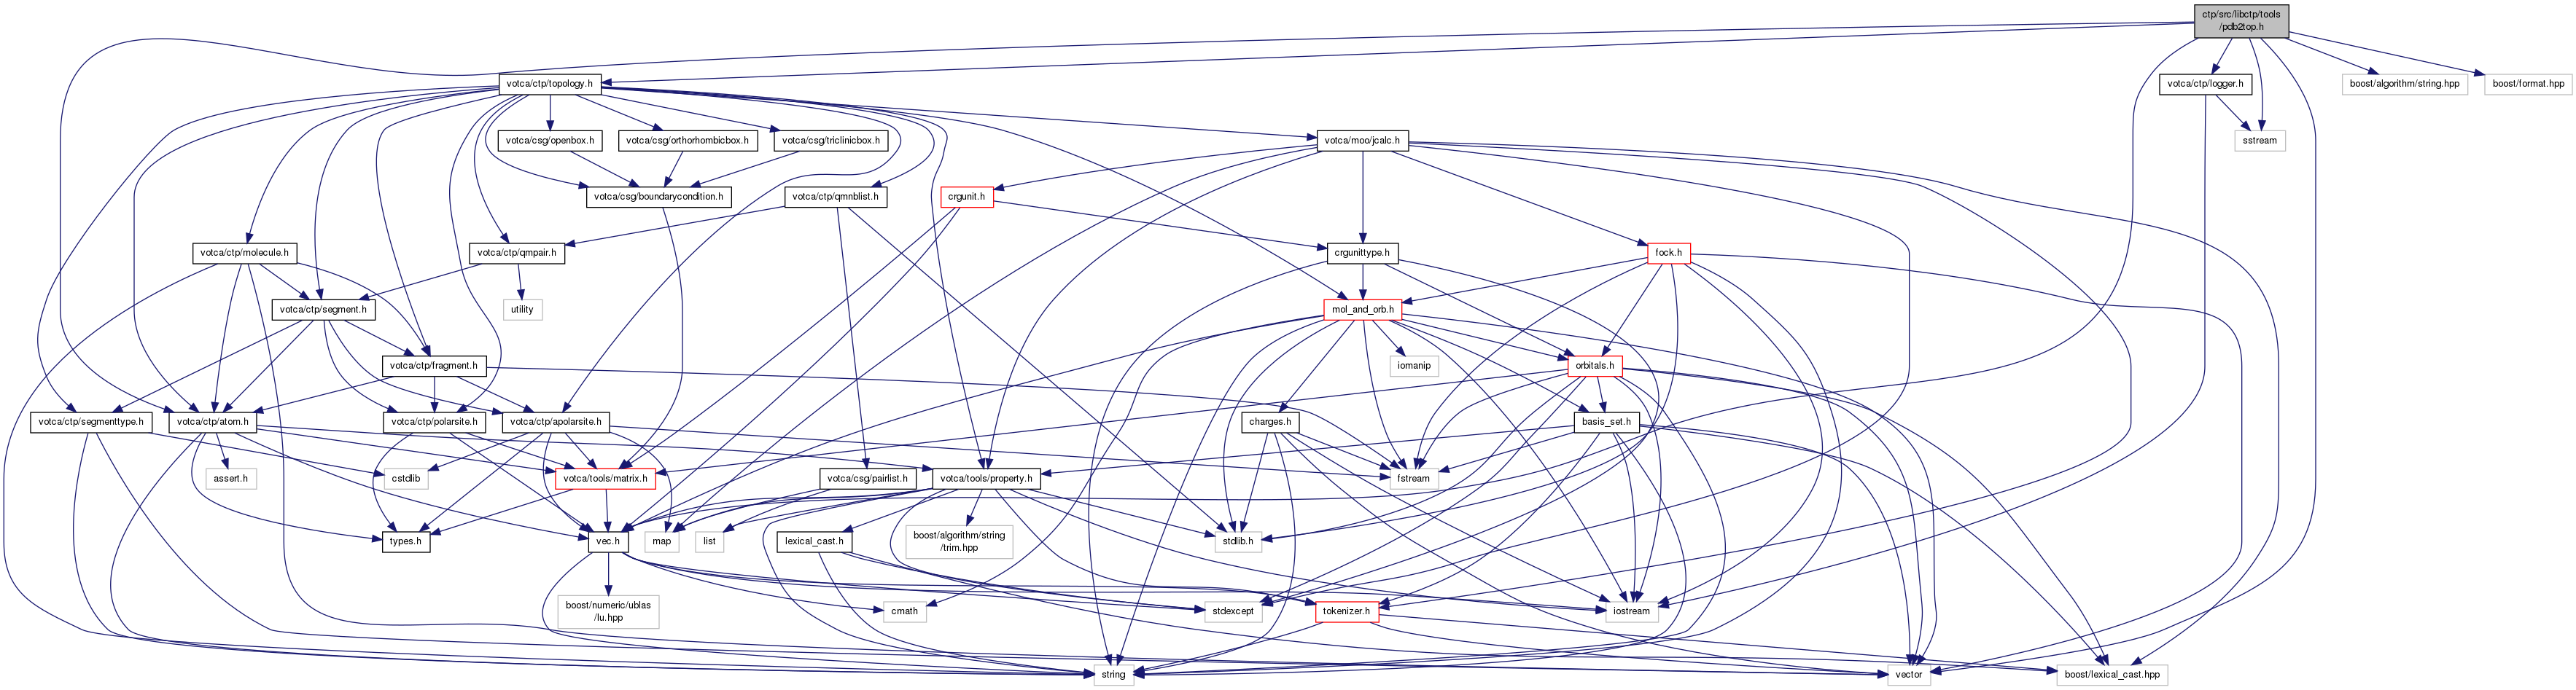 ctp/src/libctp/tools
/pdb2top.h
votca/ctp/topology.h
votca/ctp/logger.h
boost/algorithm/string.hpp
boost/format.hpp
votca/csg/openbox.h
votca/csg/orthorhombicbox.h
votca/csg/triclinicbox.h
votca/moo/jcalc.h
sstream
votca/csg/boundarycondition.h
votca/ctp/qmnblist.h
crgunit.h
votca/ctp/molecule.h
votca/ctp/qmpair.h
crgunittype.h
fock.h
votca/ctp/segment.h
utility
mol_and_orb.h
votca/ctp/fragment.h
iomanip
orbitals.h
votca/ctp/segmenttype.h
votca/ctp/atom.h
votca/ctp/polarsite.h
votca/ctp/apolarsite.h
charges.h
basis_set.h
assert.h
cstdlib
votca/tools/matrix.h
votca/csg/pairlist.h
votca/tools/property.h
fstream
types.h
vec.h
map
list
lexical_cast.h
boost/algorithm/string
/trim.hpp
stdlib.h
boost/numeric/ublas
/lu.hpp
cmath
stdexcept
tokenizer.h
iostream
string
vector
boost/lexical_cast.hpp